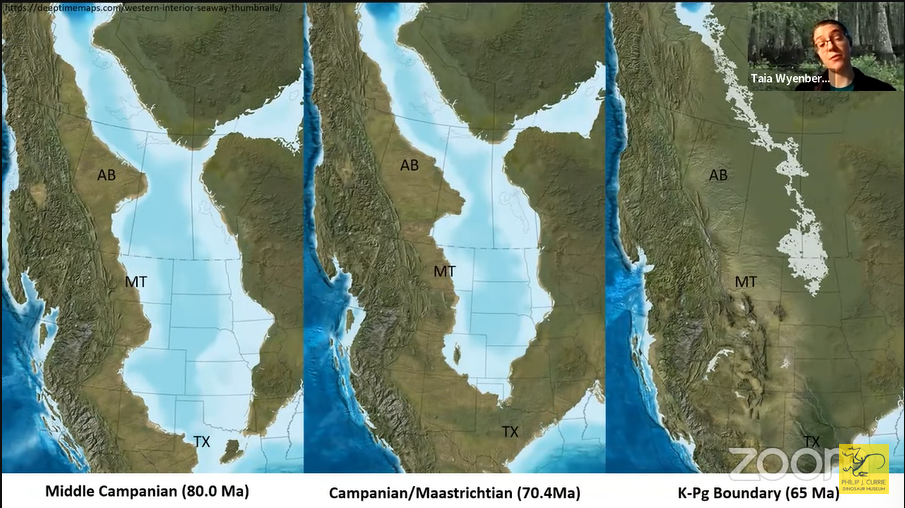 https://deeptimemaps.com/western-interior-seaway-thumbnails/
Taia Wyenber...
AB
AB
AB
MT
MT
MT
TX
TX
TX
zoom
PHILIP J. CURRIE
DINOSAUR MUSEUM
Middle Campanian (80.0 Ma)
Campanian/Maastrichtian (70.4Ma)
K-Pg Boundary (65 Ma)